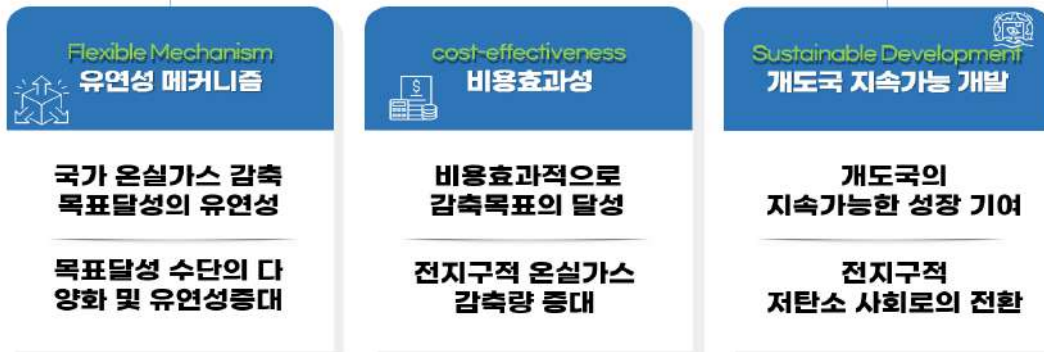 Flexible Mechanism
유연성 메커니즘
국가 온실가스 감축
목표달성의 유연성
목표달성 수단의 다
양화 및 유연성증대
cost-effectiveness
비용효과성
$
비용효과적으로
감축목표의 달성
전지구적 온실가스
감축량 증대
Sustainable Development
개도국 지속가능 개발
개도국의
지속가능한 성장 기여
전지구적
저탄소 사회로의 전환